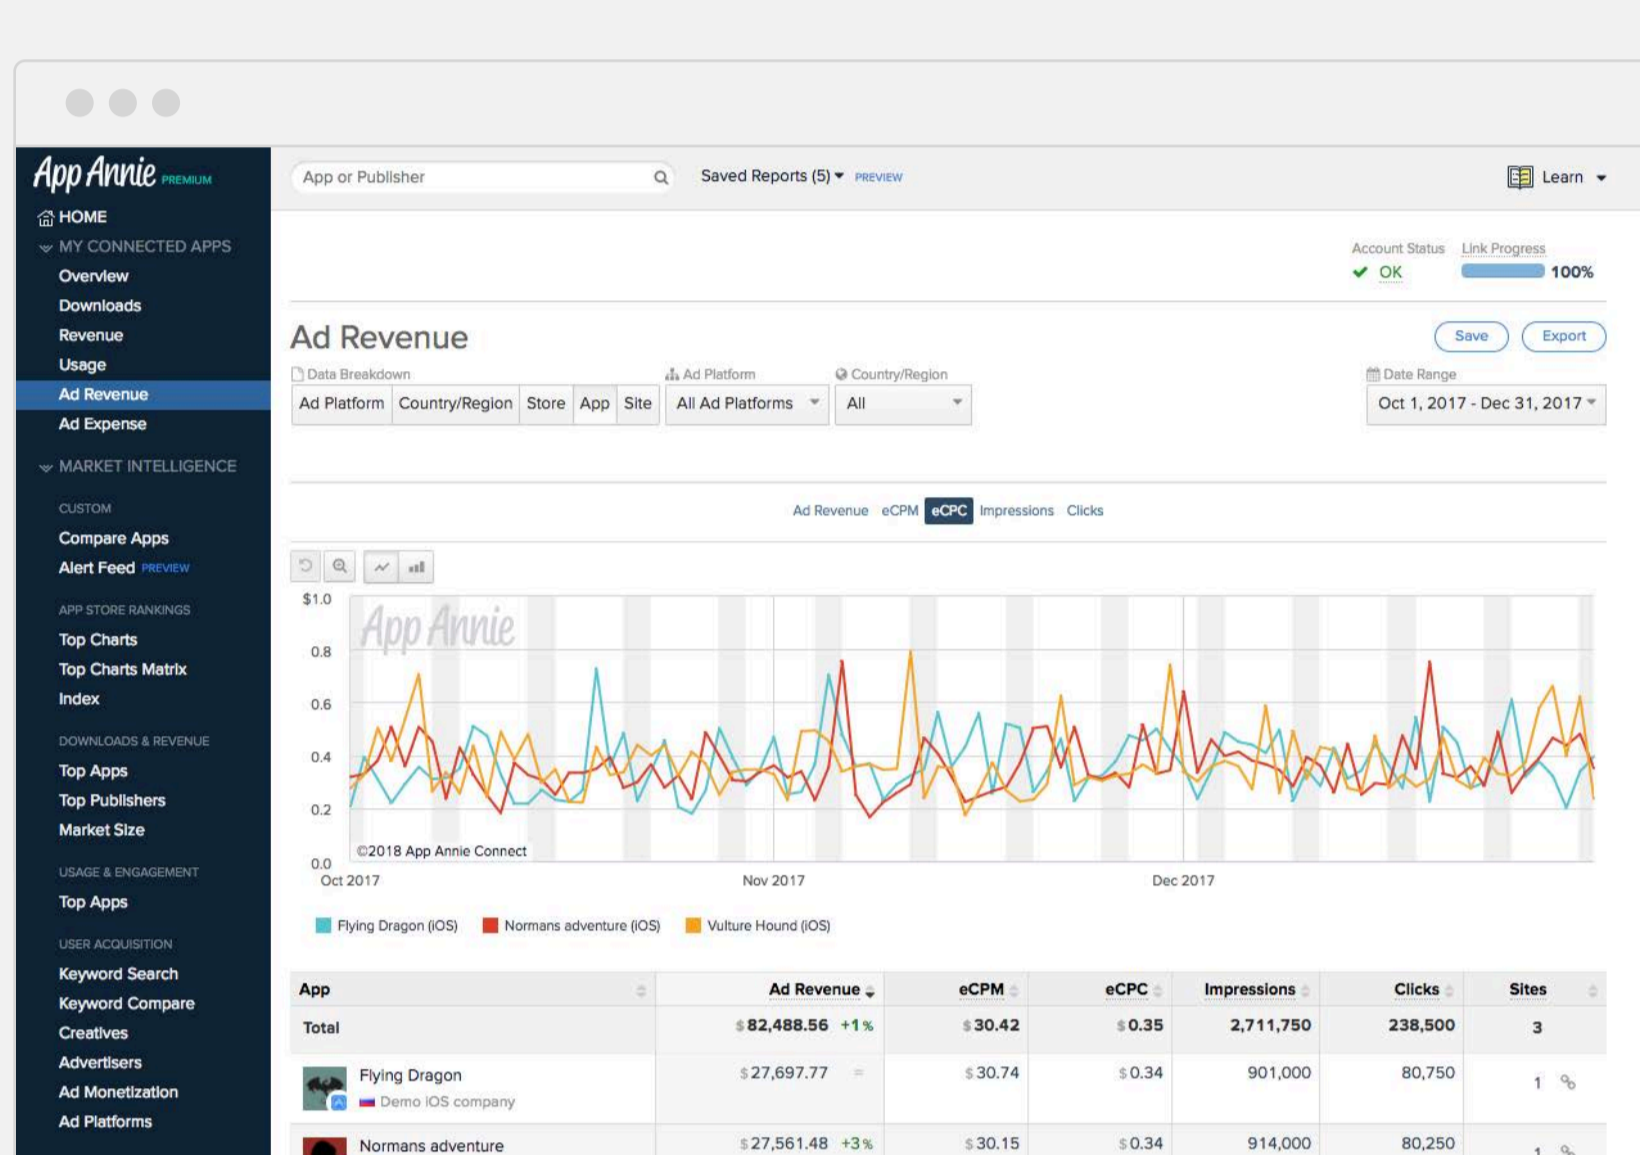 App Annie PREMIUM
App or Publisher
Saved Reports (5) PREVIEW
Learn
HOME
MY CONNECTED APPS
Overview
Downloads
Revenue
Usage
Ad Revenue
Ad Expense
MARKET INTELLIGENCE
CUSTOM
Compare Apps
Alert Feed PREVIEW
APP STORE RANKINGS
Top Charts
Top Charts Matrix
Index
DOWNLOADS & REVENUE
Top Apps
Top Publishers
Market Size
USAGE & ENGAGEMENT
Top Apps
USER ACQUISITION
Keyword Search
Keyword Compare
Creatives
Advertisers
Ad Monetization
Ad Platforms
Account Status Link Progress
OK 100%
Ad Revenue
Save Export
Data Breakdown Ad Platform Country/Region Date Range
Ad Platform Country/Region Store App Site All Ad Platforms All Oct 1, 2017 - Dec 31, 2017
Ad Revenue eCPM eCPC Impressions Clicks
$1.0
App Annie
0.8
0.6
0.4
0.2
©2018 App Annie Connect
0.0
Oct 2017 Nov 2017 Dec 2017
Flying Dragon (iOS) Normans adventure (iOS) Vulture Hound (iOS)
App Ad Revenue eCPM eCPC Impressions Clicks Sites
Total $82,488.56 +1% $30.42 $0.35 2,711,750 238,500 3
Flying Dragon $27,697.77 = $30.74 $0.34 901,000 80,750 1
Demo iOS company
Normans adventure $27,561.48 +3% $30.15 $0.34 914,000 80,250 1